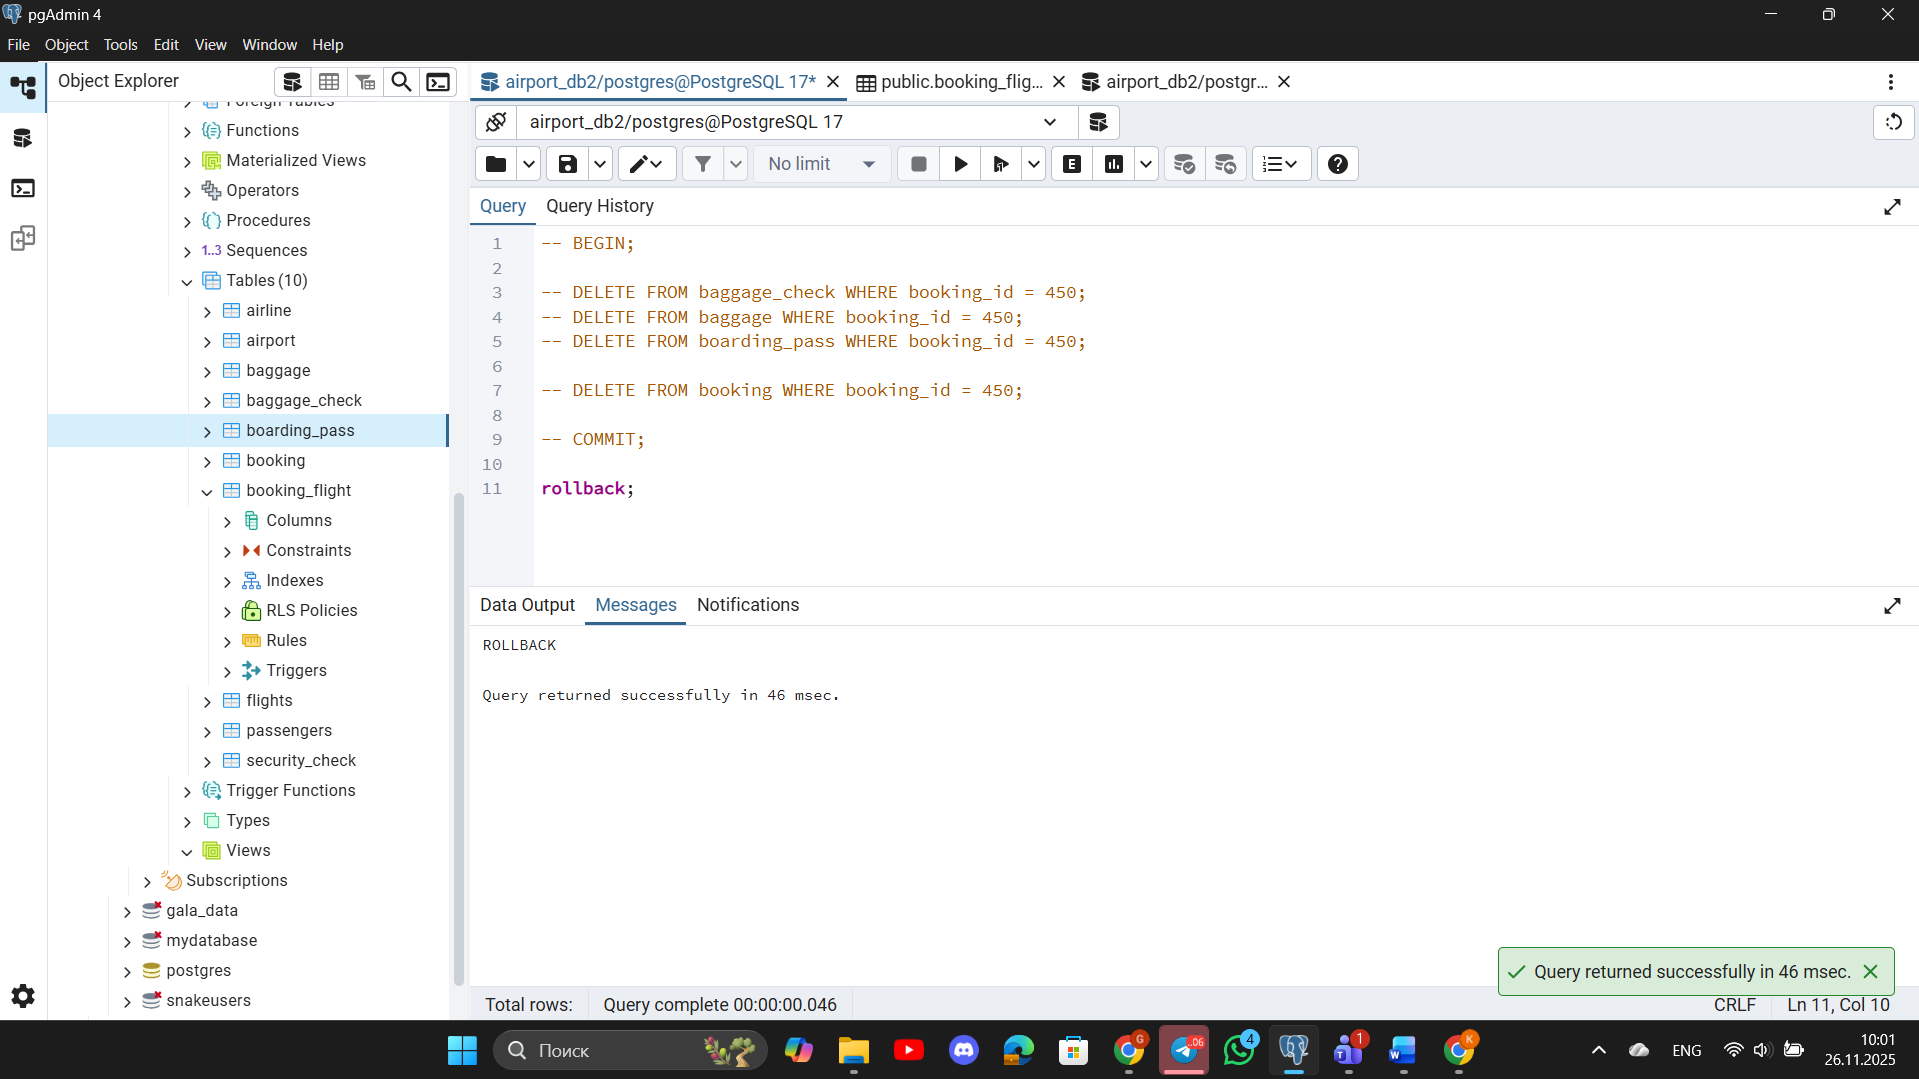 pgAdmin 4
File Object Tools Edit View Window Help
Object Explorer
airport_db2/postgres@PostgreSQL 17*
public.booking_flig...
airport_db2/postgr...
airport_db2/postgres@PostgreSQL 17
No limit
E
Query Query History
1 -- BEGIN;
2
3 -- DELETE FROM baggage_check WHERE booking_id = 450;
4 -- DELETE FROM baggage WHERE booking_id = 450;
5 -- DELETE FROM boarding_pass WHERE booking_id = 450;
6
7 -- DELETE FROM booking WHERE booking_id = 450;
8
9 -- COMMIT;
10
11 rollback;
Data Output Messages Notifications
ROLLBACK
Query returned successfully in 46 msec.
Foreign Tables
Functions
Materialized Views
Operators
Procedures
1..3 Sequences
Tables (10)
airline
airport
baggage
baggage_check
boarding_pass
booking
booking_flight
Columns
Constraints
Indexes
RLS Policies
Rules
Triggers
flights
passengers
security_check
Trigger Functions
Types
Views
Subscriptions
gala_data
mydatabase
postgres
snakeusers
Query returned successfully in 46 msec.
Total rows: Query complete 00:00:00.046 CRLF Ln 11, Col 10
Поиск
G
.06
4
1
K
ENG
10:01
26.11.2025